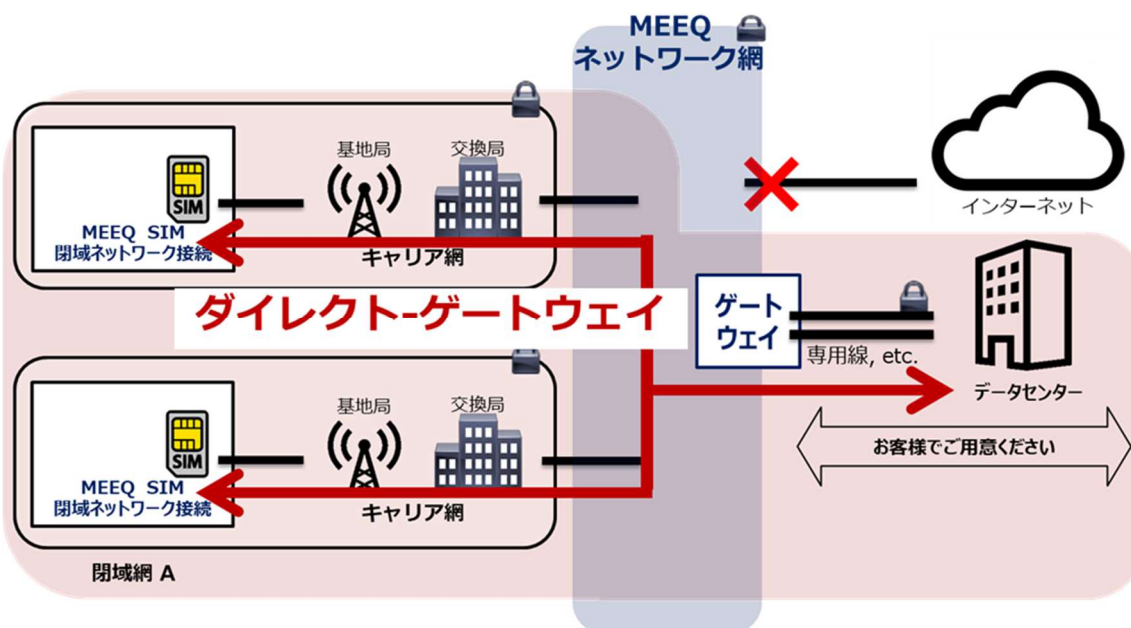 MEEQ
ネットワーク網
基地局
交換局
SIM
MEEQ SIM
閉域ネットワーク接続
キャリア網
インターネット
ダイレクト-ゲートウェイ
ゲート
ウェイ
専用線, etc.
データセンター
お客様でご用意ください
基地局
交換局
SIM
MEEQ SIM
閉域ネットワーク接続
キャリア網
閉域網 A